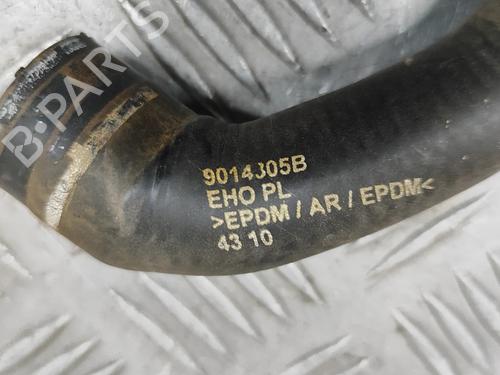 B-PARTS
9014305B
EHO PL
>EPDM / AR / EPDM<
43 10